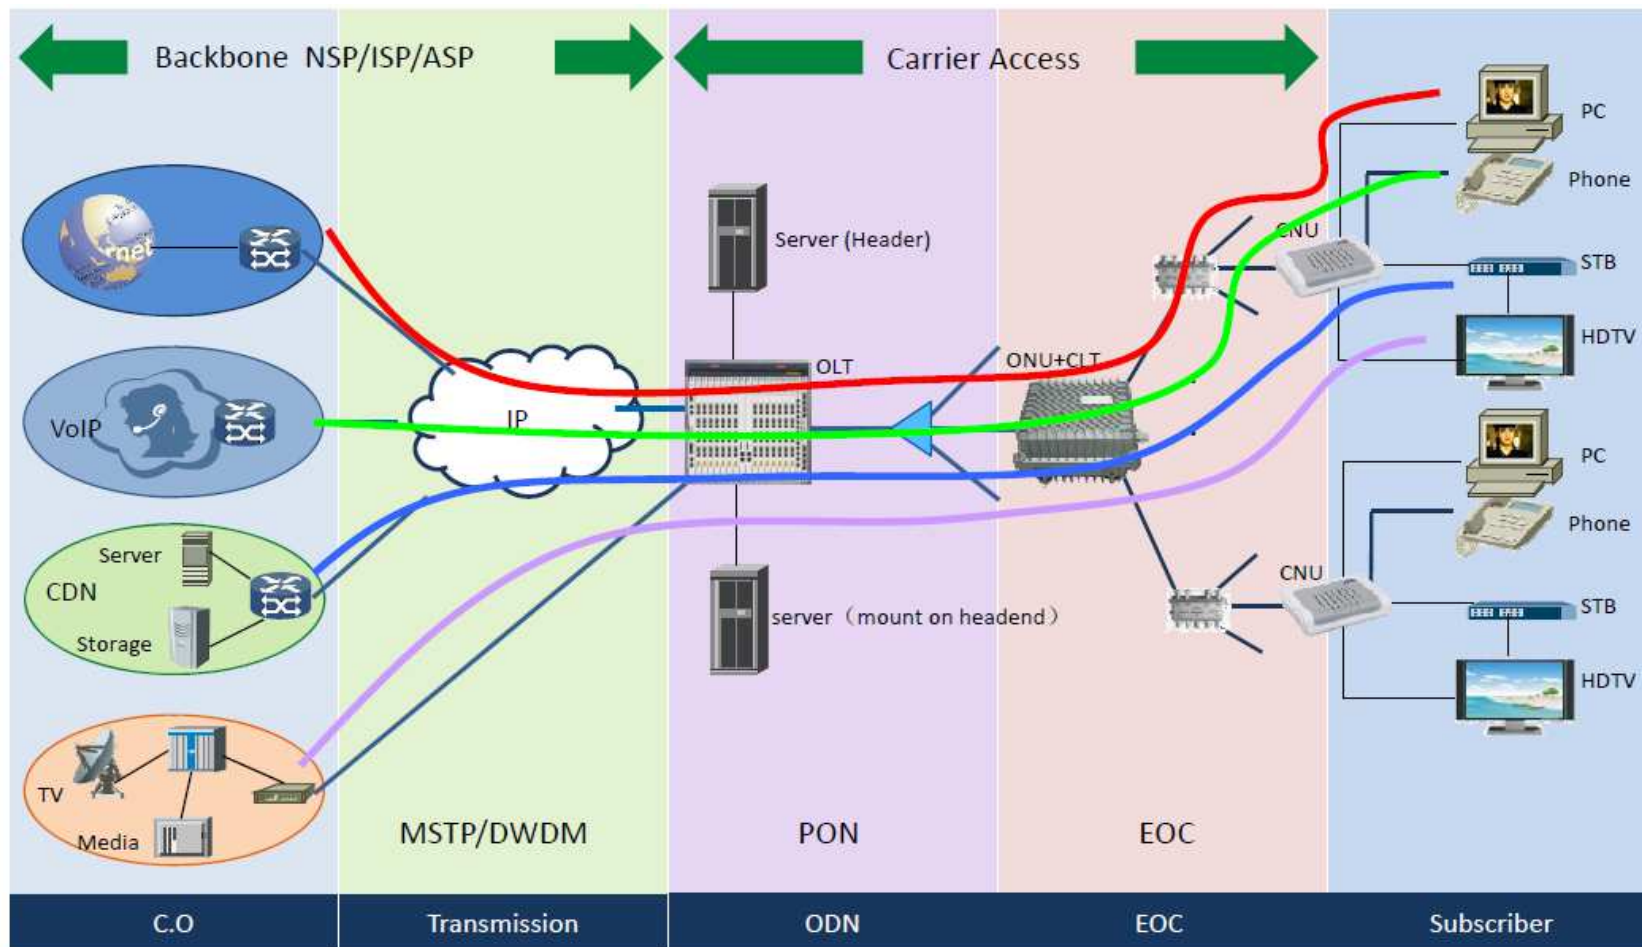 Backbone NSP/ISP/ASP
Carrier Access
PC
Phone
rnet
Server (Header)
CNU
STB
OLT
ONU+CLT
HDTV
IP
VoIP
PC
Phone
Server
CDN
Storage
server（mount on headend）
CNU
STB
HDTV
TV
Media
MSTP/DWDM
PON
EOC
C.O
Transmission
ODN
EOC
Subscriber